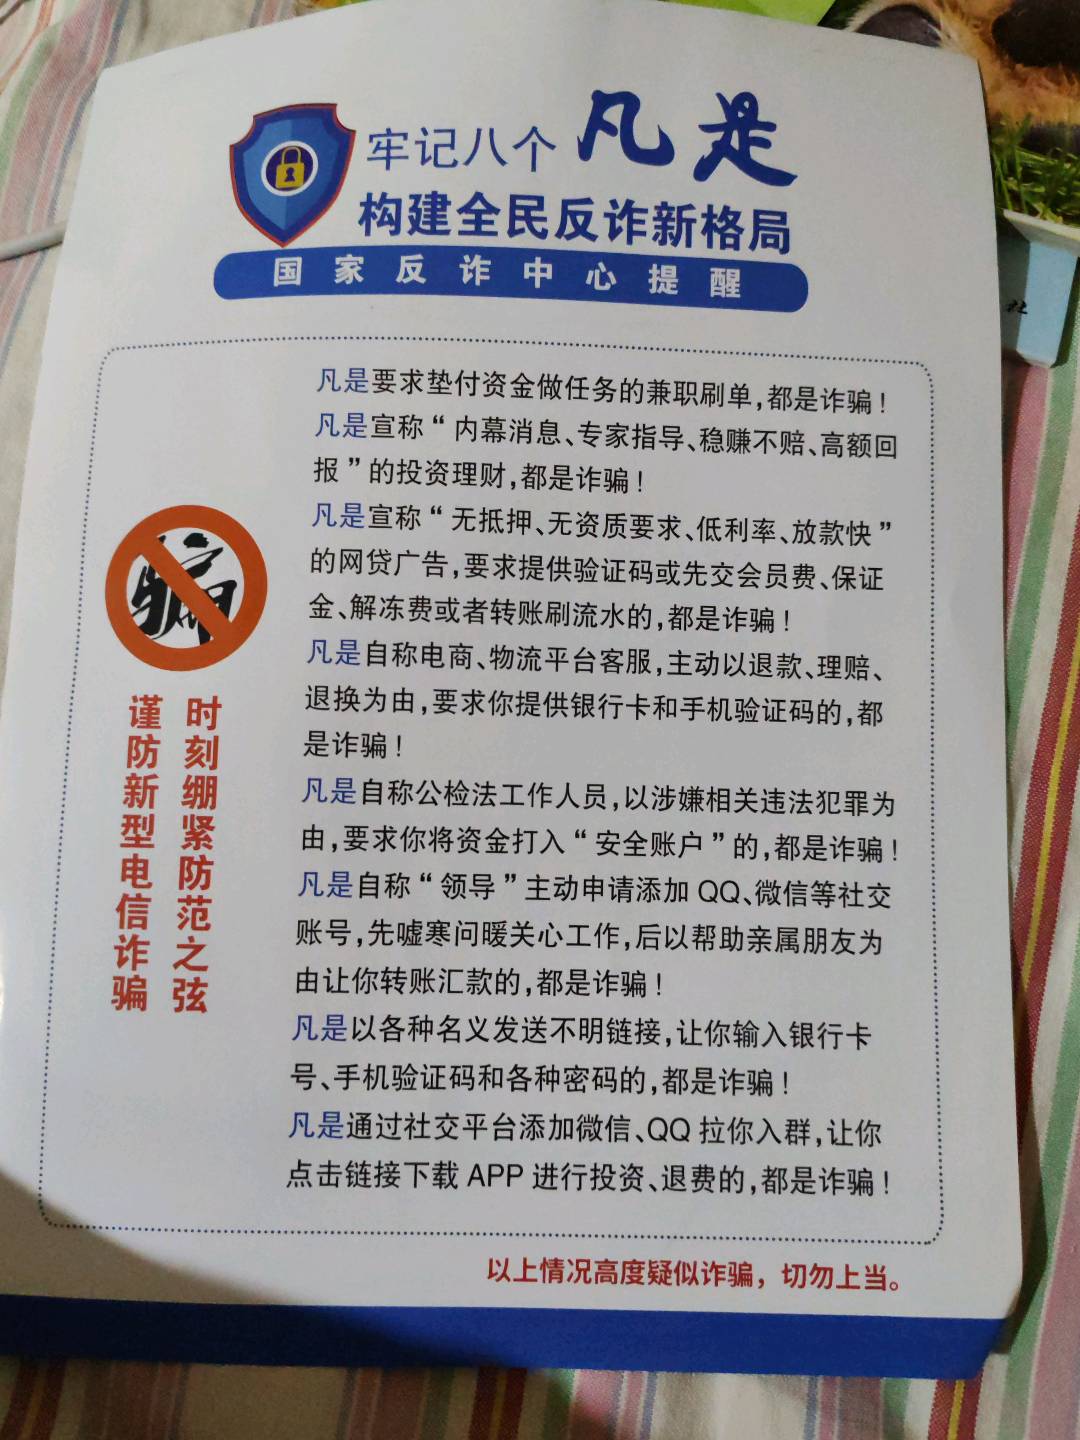 牢记八个凡是
构建全民反诈新格局
国家反诈中心提醒
凡是要求垫付资金做任务的兼职刷单,都是诈骗!
凡是宣称“内幕消息、专家指导、稳赚不赔、高额回
报”的投资理财,都是诈骗!
凡是宣称“无抵押、无资质要求、低利率、放款快”
的网贷广告,要求提供验证码或先交会员费、保证
金、解冻费或者转账刷流水的,都是诈骗!
凡是自称电商、物流平台客服,主动以退款、理赔、
退换为由,要求你提供银行卡和手机验证码的,都
是诈骗!
凡是自称公检法工作人员,以涉嫌相关违法犯罪为
由,要求你将资金打入“安全账户”的,都是诈骗!
凡是自称“领导”主动申请添加QQ、微信等社交
账号,先嘘寒问暖关心工作,后以帮助亲属朋友为
由让你转账汇款的,都是诈骗!
凡是以各种名义发送不明链接,让你输入银行卡
号、手机验证码和各种密码的,都是诈骗!
凡是通过社交平台添加微信、QQ拉你入群,让你
点击链接下载APP进行投资、退费的,都是诈骗!
骗
时刻绷紧防范之弦
谨防新型电信诈骗
以上情况高度疑似诈骗，切勿上当。
社